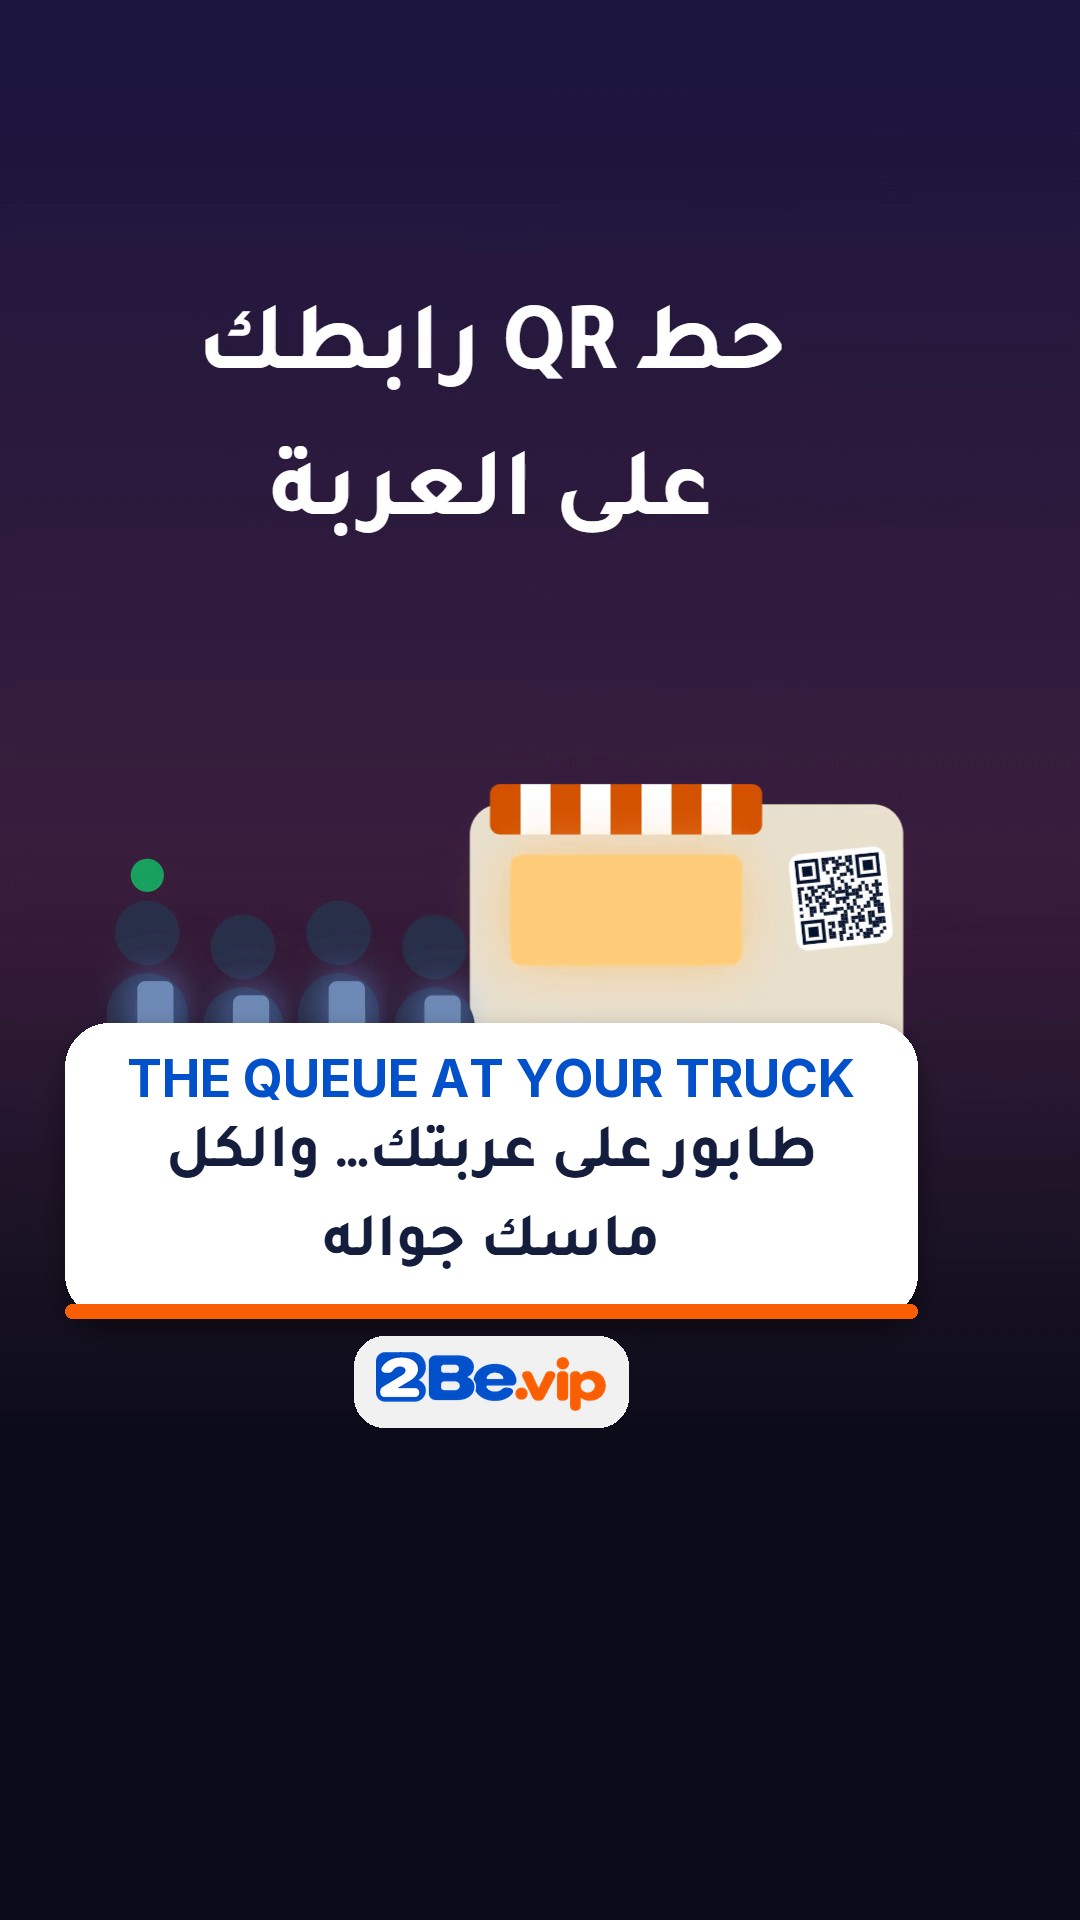 حط QR رابطك
على العربة
THE QUEUE AT YOUR TRUCK
طابور على عربتك... والكل
ماسك جواله
2Be.vip